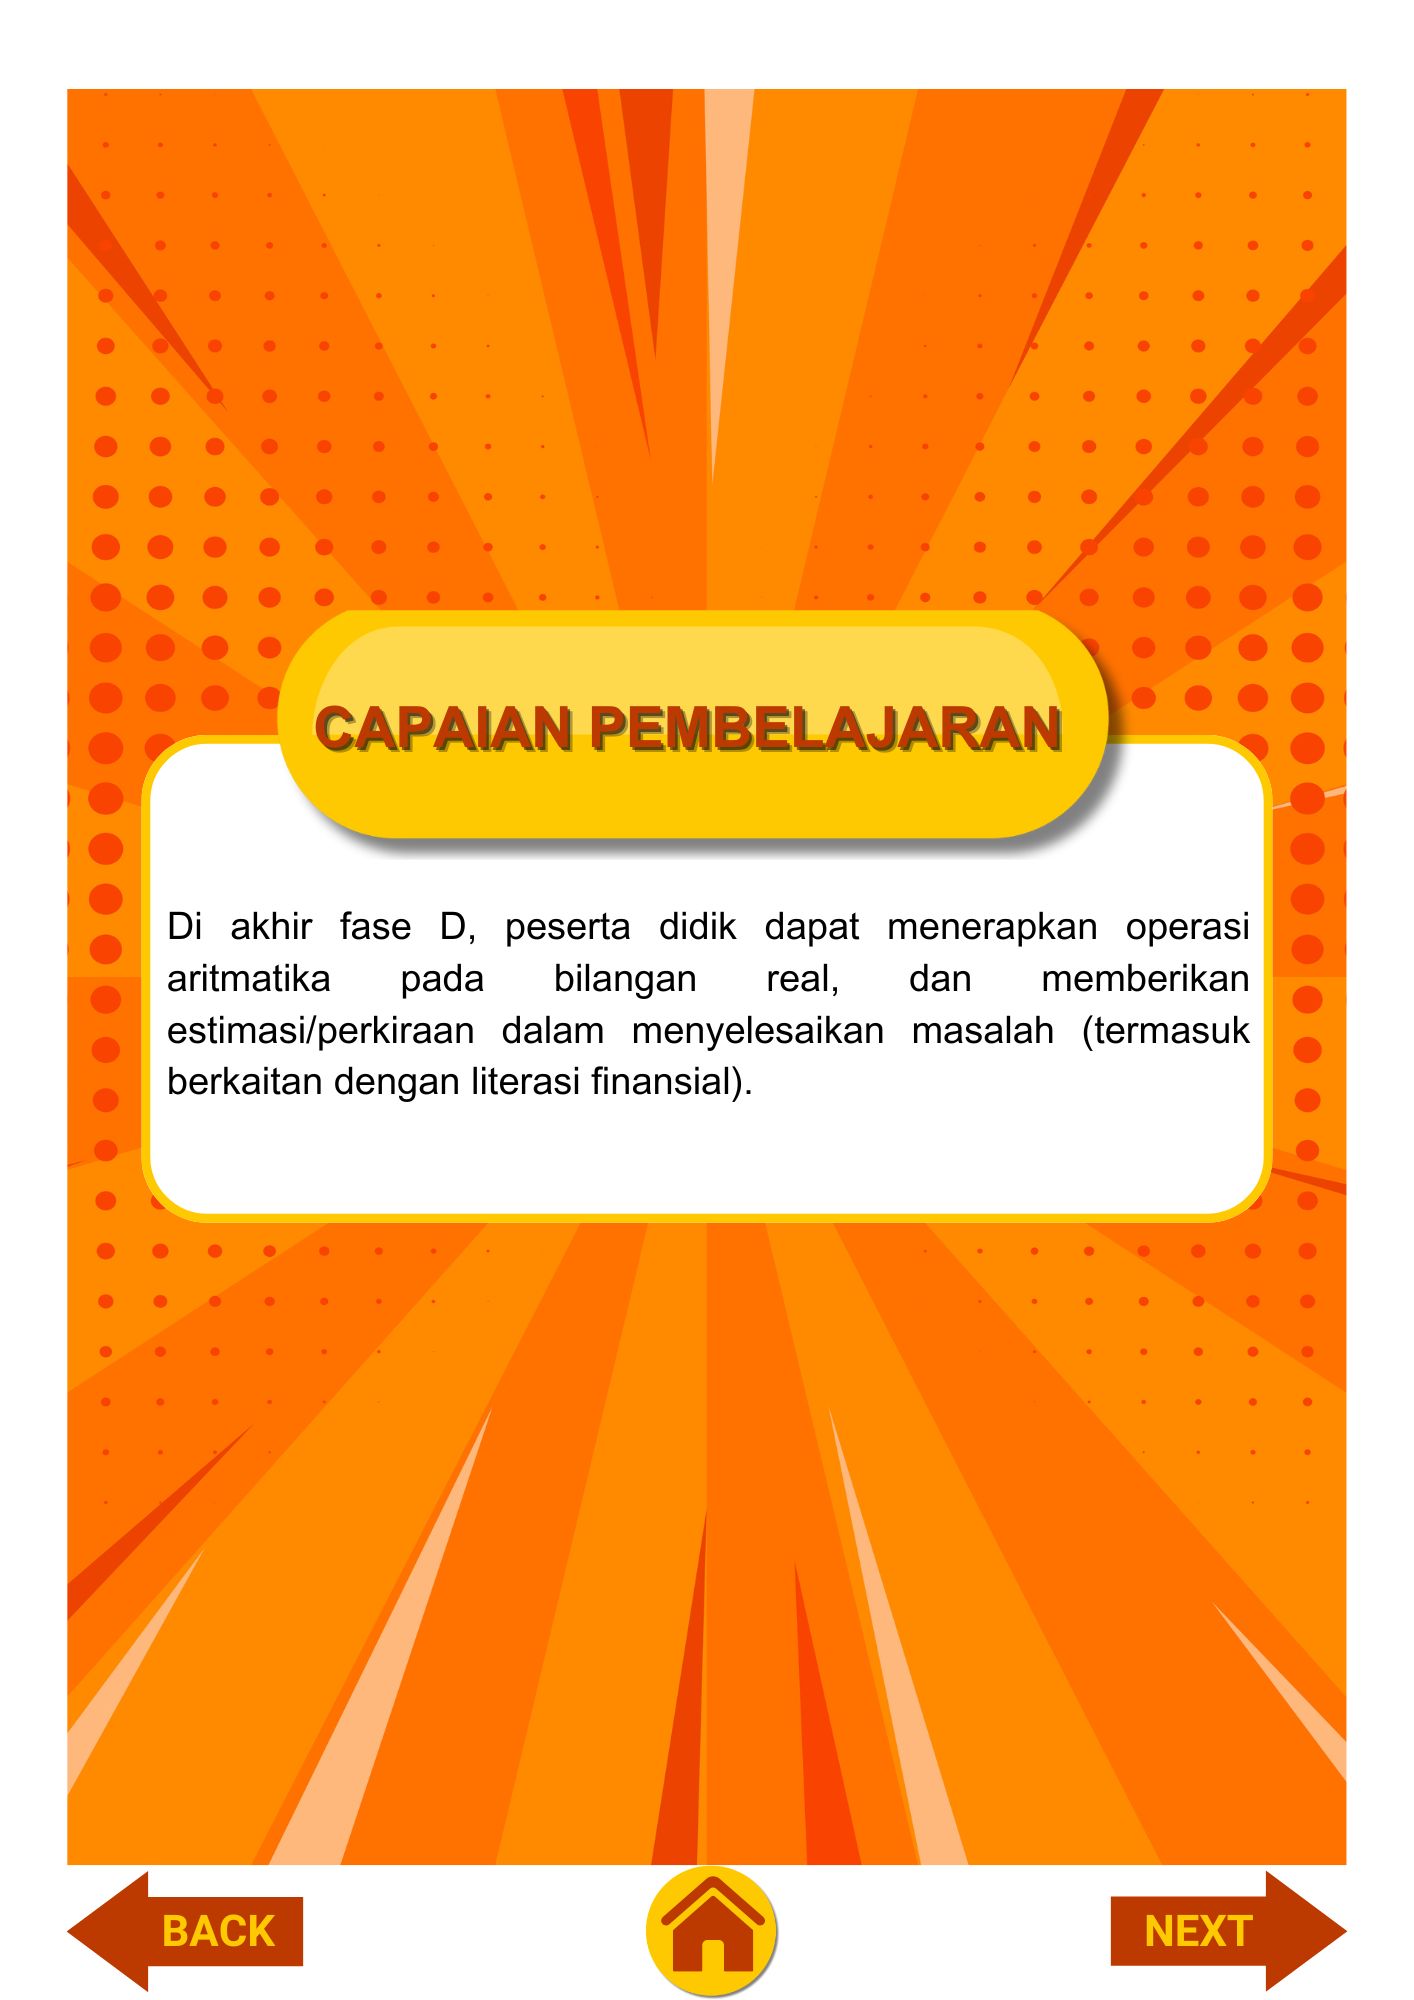 CAPAIAN PEMBELAJARAN
Di akhir fase D, peserta didik dapat menerapkan operasi
aritmatika pada bilangan real, dan memberikan
estimasi/perkiraan dalam menyelesaikan masalah (termasuk
berkaitan dengan literasi finansial).
BACK
NEXT